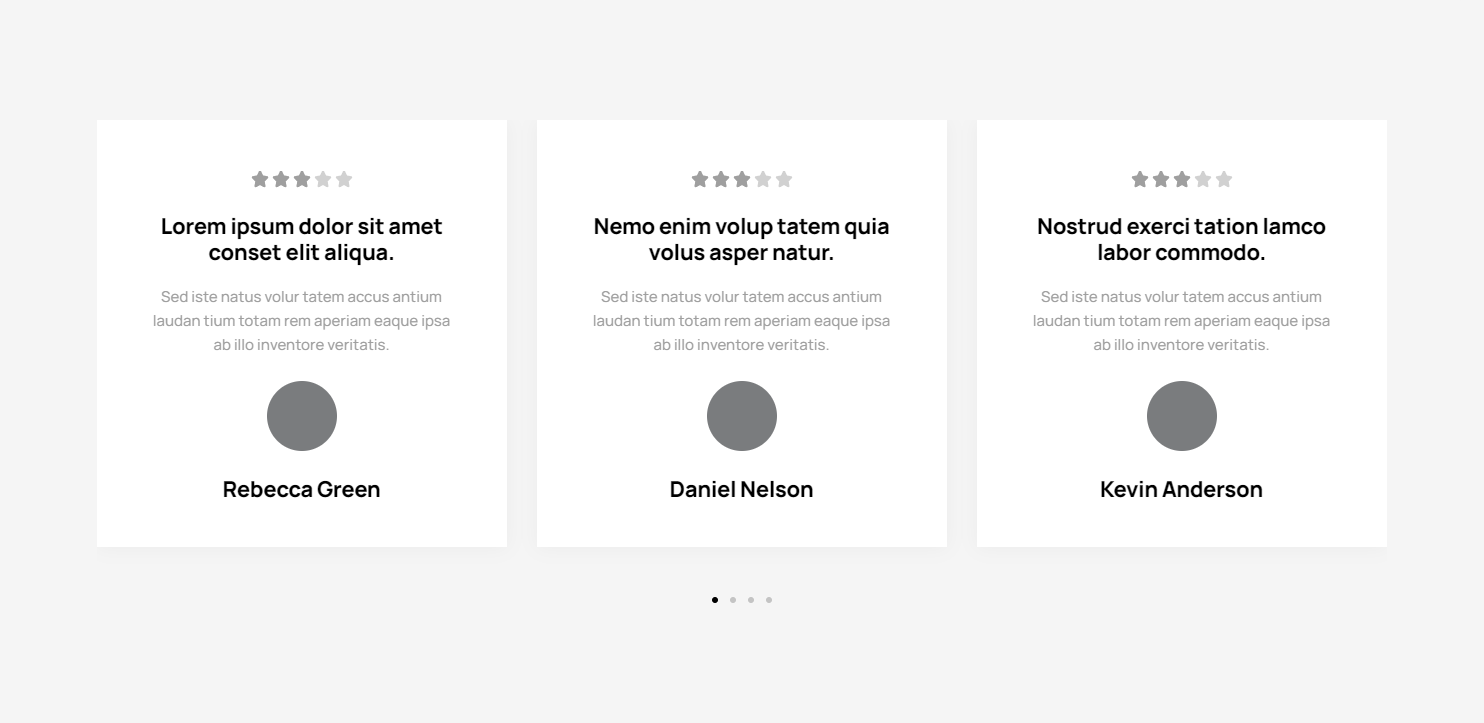 Lorem ipsum dolor sit amet
conset elit aliqua.
Sed iste natus volur tatem accus antium
laudan tium totam rem aperiam eaque ipsa
ab illo inventore veritatis.
Rebecca Green
Nemo enim volup tatem quia
volus asper natur.
Sed iste natus volur tatem accus antium
laudan tium totam rem aperiam eaque ipsa
ab illo inventore veritatis.
Daniel Nelson
Nostrud exerci tation lamco
labor commodo.
Sed iste natus volur tatem accus antium
laudan tium totam rem aperiam eaque ipsa
ab illo inventore veritatis.
Kevin Anderson